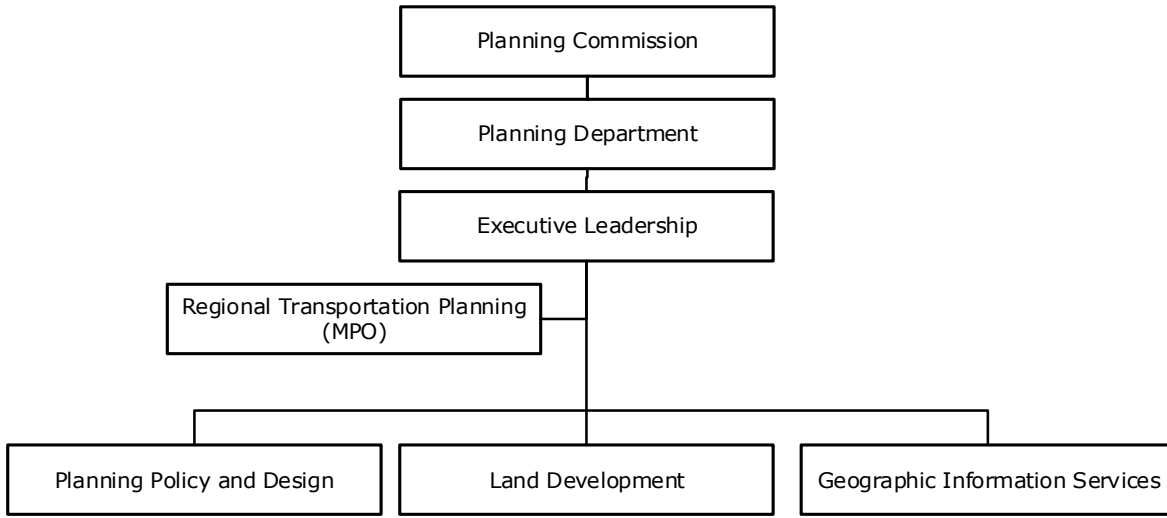 Planning Commission
Planning Department
Executive Leadership
Regional Transportation Planning
(MPO)
Planning Policy and Design
Land Development
Geographic Information Services